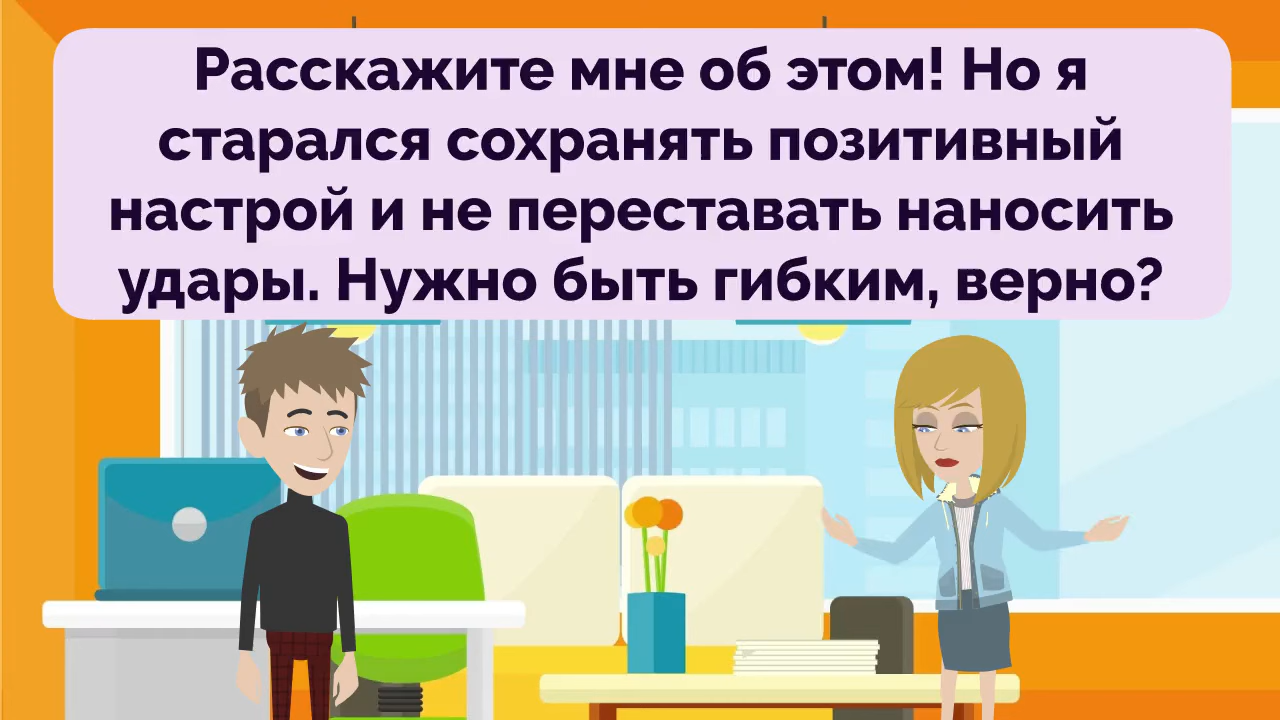 Расскажите мне об этом! Но я
старался сохранять позитивный
настрой и не переставать наносить
удары. Нужно быть гибким, верно?